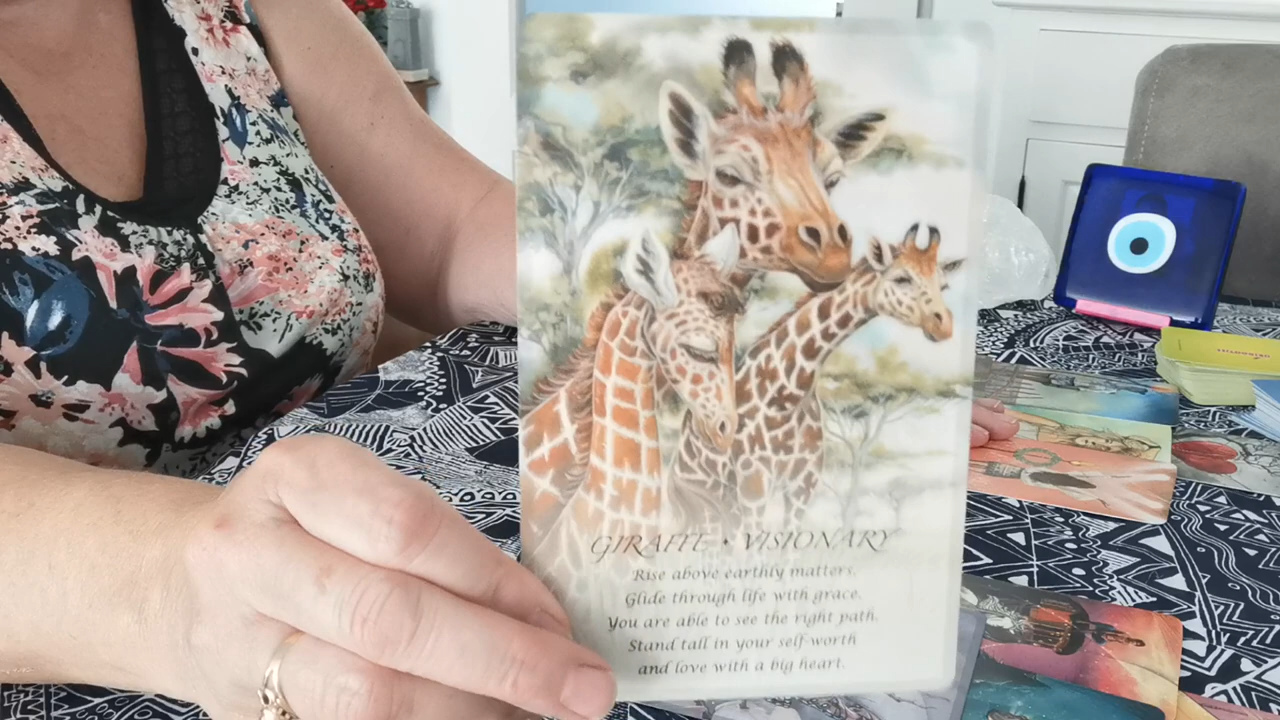 GIRAFFE • VISIONARY
Rise above earthly matters.
Glide through life with grace.
You are able to see the right path.
Stand tall in your self-worth
and love with a big heart.